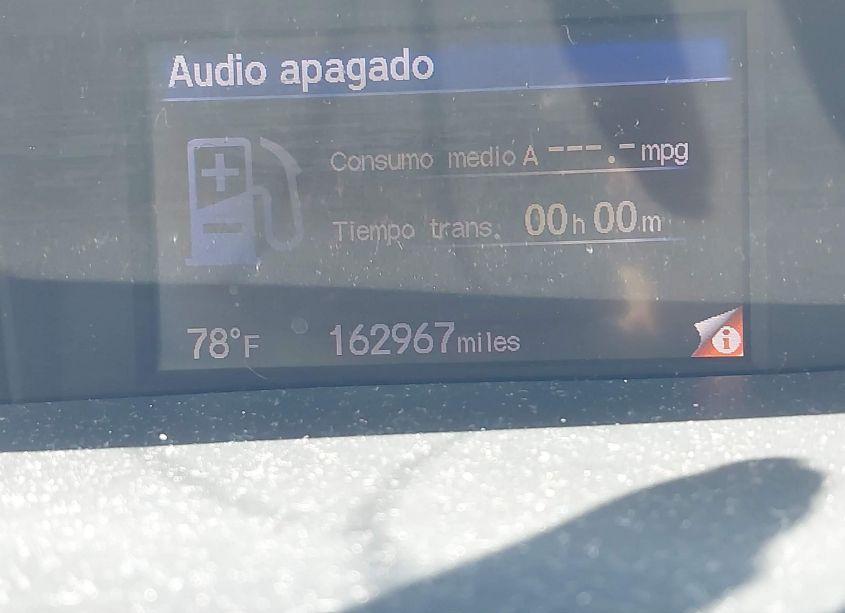 Audio apagado
Consumo medio A ---.- mpg
Tiempo trans. 00h 00m
78°F 162967miles
i